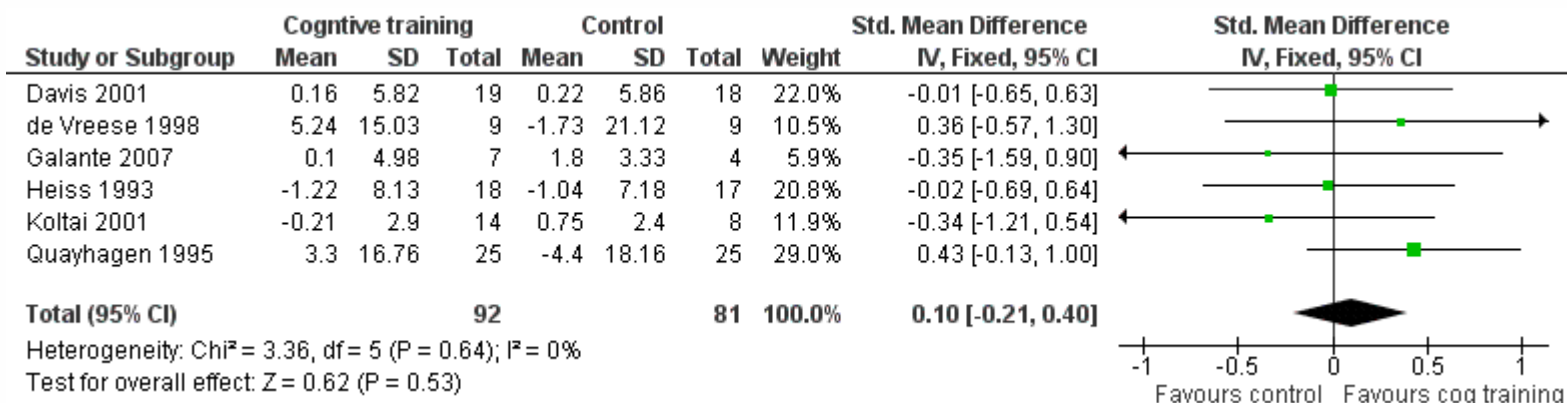 Cogntive training Control Std. Mean Difference Std. Mean Difference
Study or Subgroup Mean SD Total Mean SD Total Weight IV, Fixed, 95% CI IV, Fixed, 95% CI
Davis 2001 0.16 5.82 19 0.22 5.86 18 22.0% -0.01 [-0.65, 0.63]
de Vreese 1998 5.24 15.03 9 -1.73 21.12 9 10.5% 0.36 [-0.57, 1.30]
Galante 2007 0.1 4.98 7 1.8 3.33 4 5.9% -0.35 [-1.59, 0.90]
Heiss 1993 -1.22 8.13 18 -1.04 7.18 17 20.8% -0.02 [-0.69, 0.64]
Koltai 2001 -0.21 2.9 14 0.75 2.4 8 11.9% -0.34 [-1.21, 0.54]
Quayhagen 1995 3.3 16.76 25 -4.4 18.16 25 29.0% 0.43 [-0.13, 1.00]
Total (95% CI) 92 81 100.0% 0.10 [-0.21, 0.40]
Heterogeneity: Chi² = 3.36, df = 5 (P = 0.64); I² = 0%
Test for overall effect: Z = 0.62 (P = 0.53)
-1 -0.5 0 0.5 1
Favours control Favours cog training